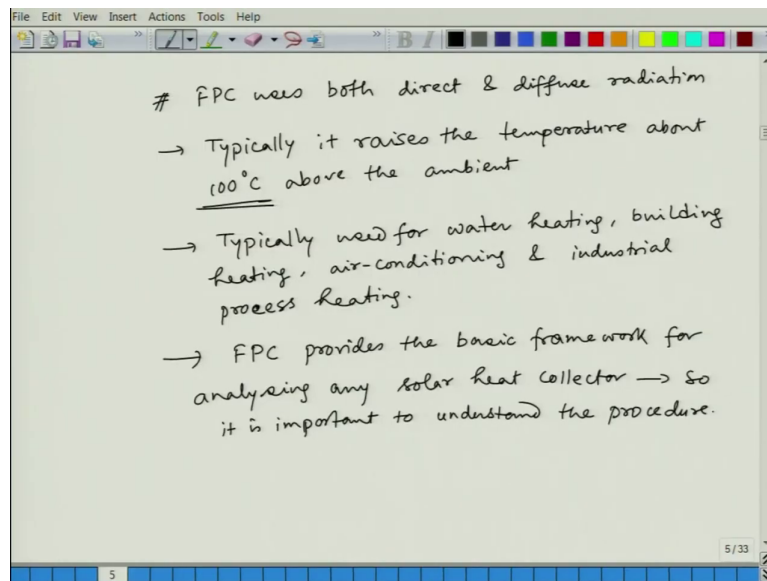 File Edit View Insert Actions Tools Help
B I
# FPC uses both direct & diffuse radiation
→ Typically it raises the temperature about
100°C above the ambient
→ Typically used for water heating, building
heating, air-conditioning & industrial
process heating.
→ FPC provides the basic framework for
analysing any solar heat collector → so
it is important to understand the procedure.
5/33
5